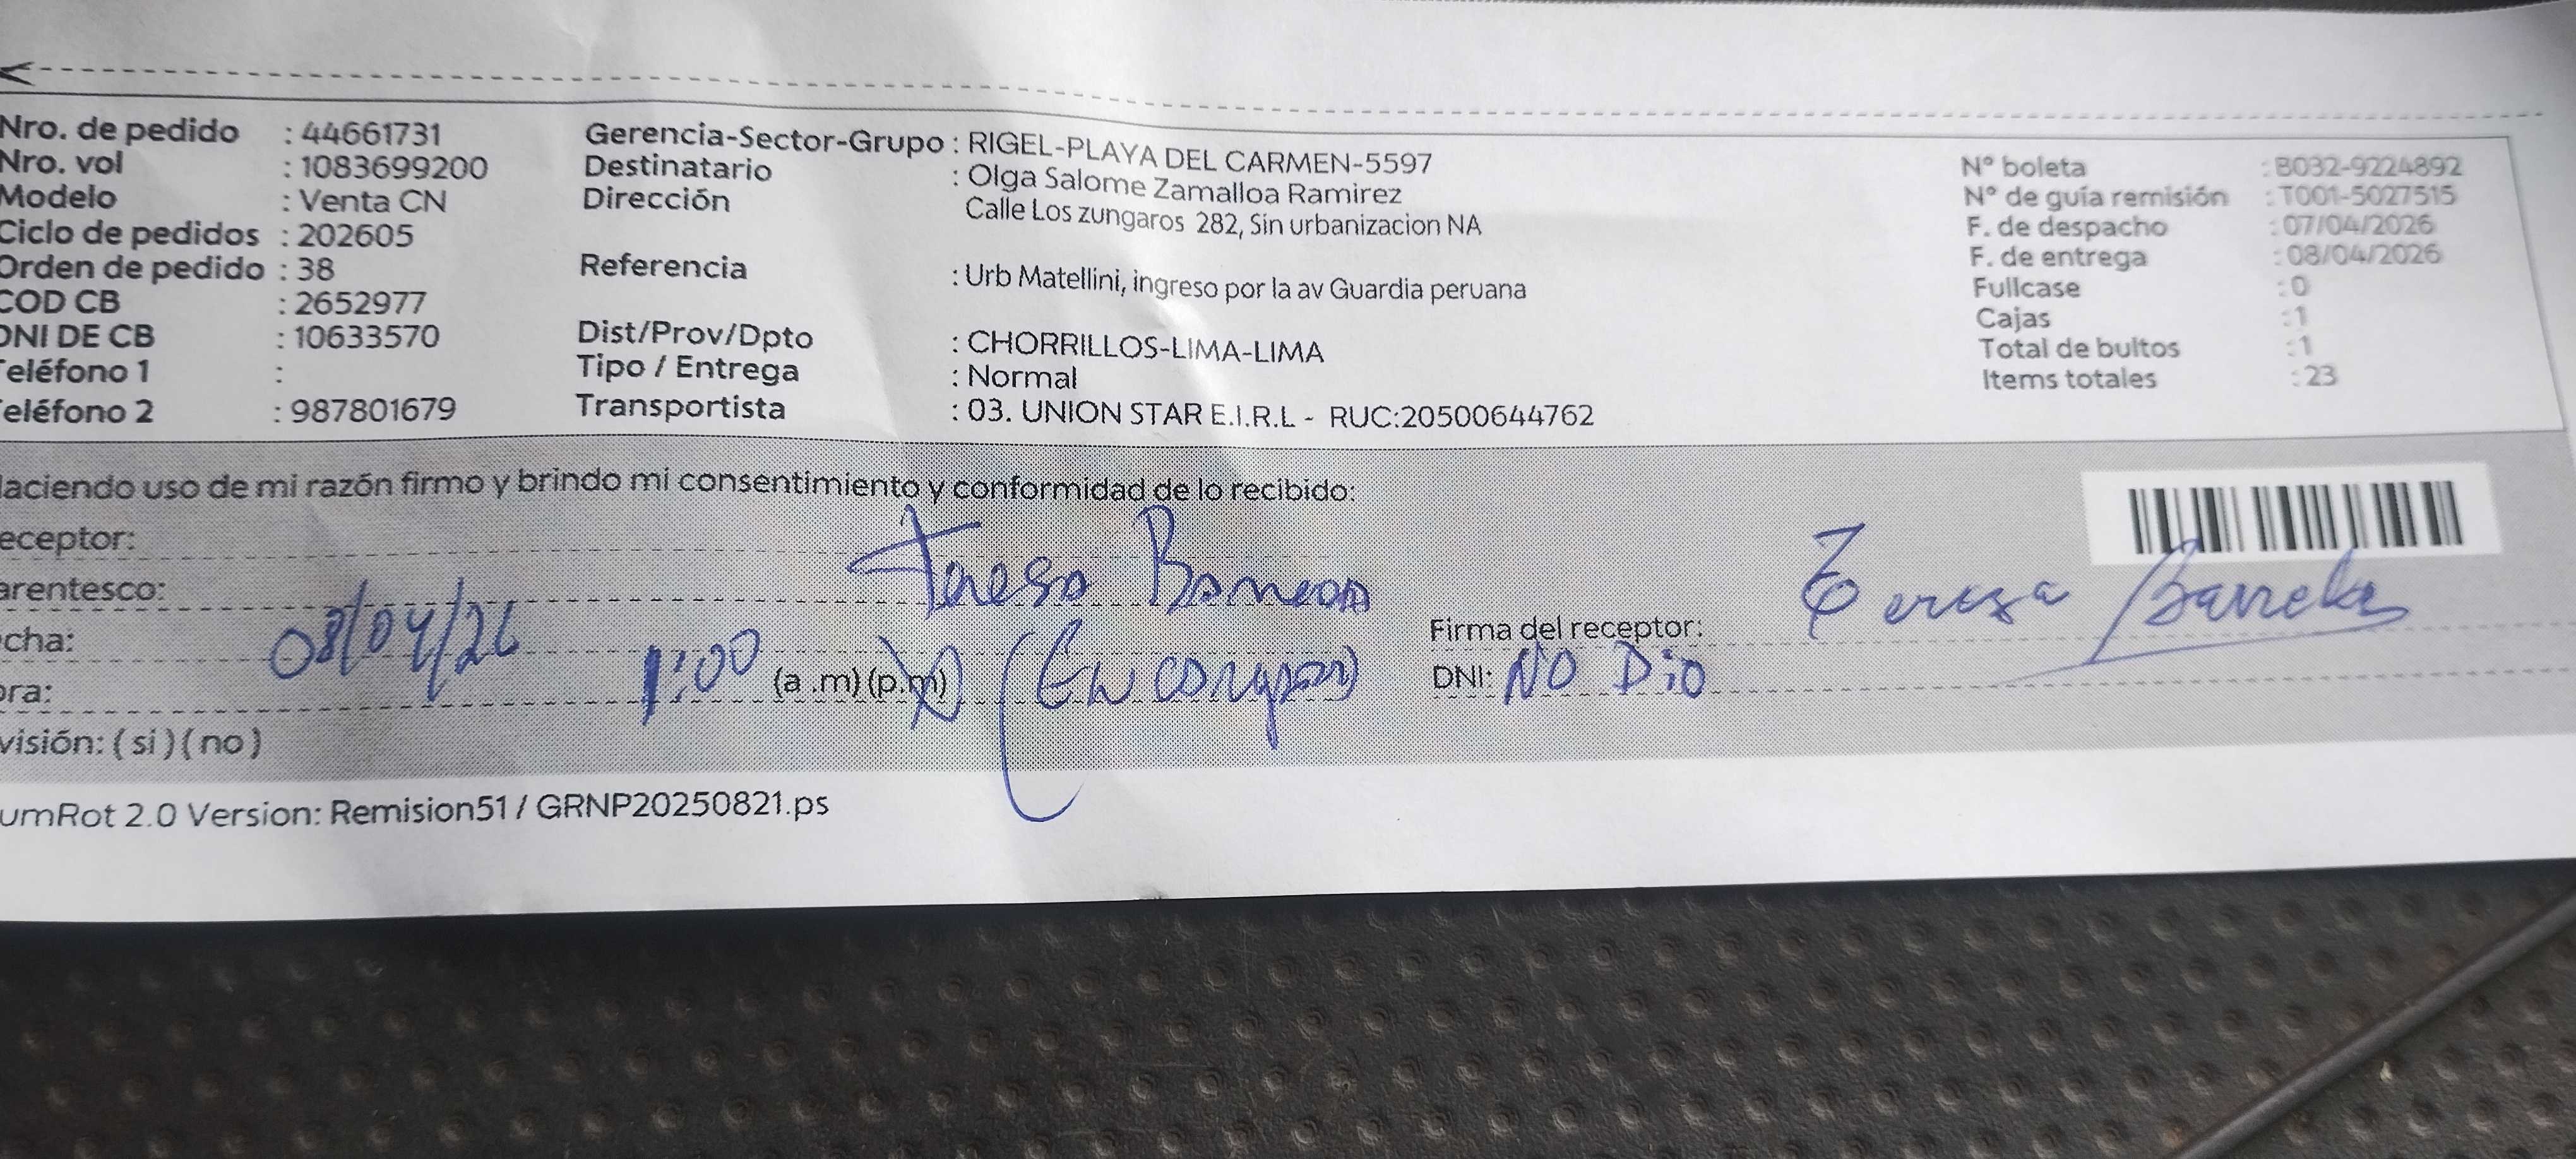 Nro. de pedido : 44661731
Nro. vol : 1083699200
Modelo : Venta CN
Ciclo de pedidos : 202605
Orden de pedido : 38
COD CB : 2652977
DNI DE CB : 10633570
Teléfono 1 :
Teléfono 2 : 987801679
Gerencia-Sector-Grupo : RIGEL-PLAYA DEL CARMEN-5597
Destinatario : Olga Salome Zamalloa Ramirez
Dirección Calle Los zungaros 282, Sin urbanizacion NA
Referencia : Urb Matellini, ingreso por la av Guardia peruana
Dist/Prov/Dpto : CHORRILLOS-LIMA-LIMA
Tipo / Entrega : Normal
Transportista : 03. UNION STAR E.I.R.L - RUC:20500644762
N° boleta : B032-9224892
N° de guía remisión : T001-5027515
F. de despacho : 07/04/2026
F. de entrega : 08/04/2026
Fullcase : 0
Cajas : 1
Total de bultos : 1
Items totales : 23
Haciendo uso de mi razón firmo y brindo mi consentimiento y conformidad de lo recibido:
eceptor:
arentesco:
cha: 08/04/26
ora: 1:00 (a .m) (p.m)
Firma del receptor: Teresa
DNI: NO DiO
visión: ( si ) ( no )
umRot 2.0 Version: Remision51 / GRNP20250821.ps